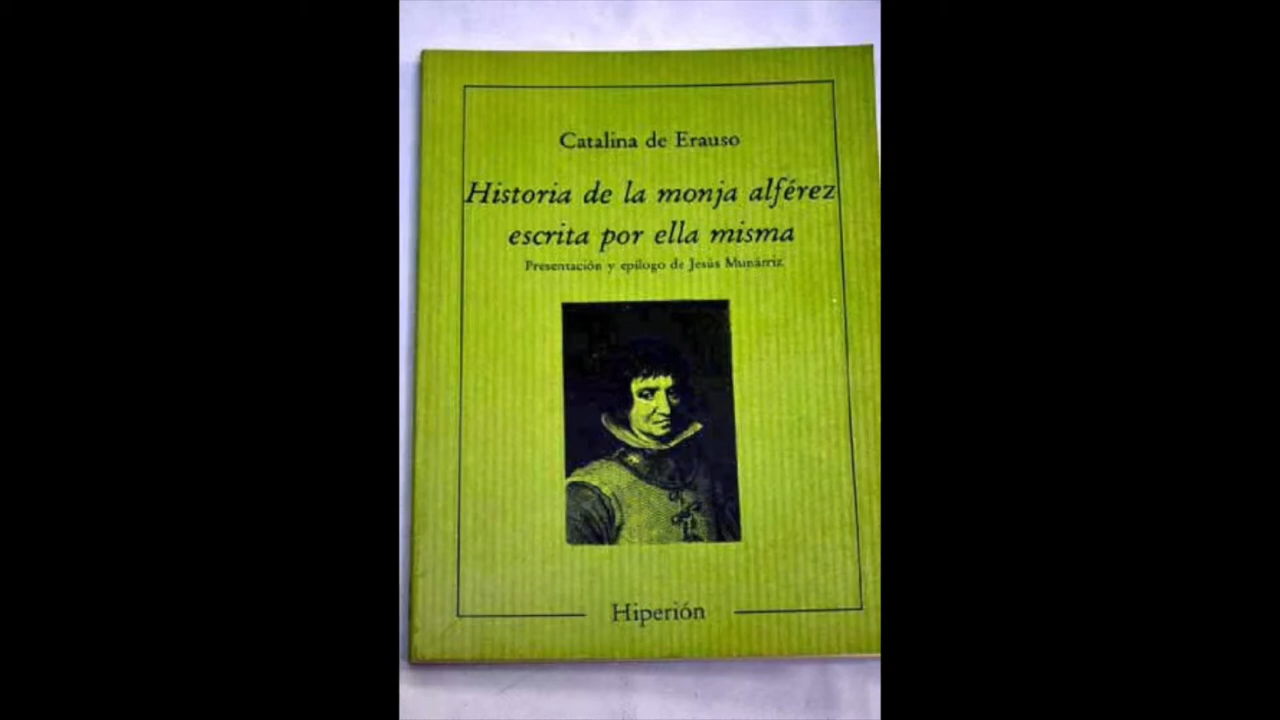 Catalina de Erauso
Historia de la monja alférez
escrita por ella misma
Presentación y epílogo de Jesús Munárriz
Hiperión